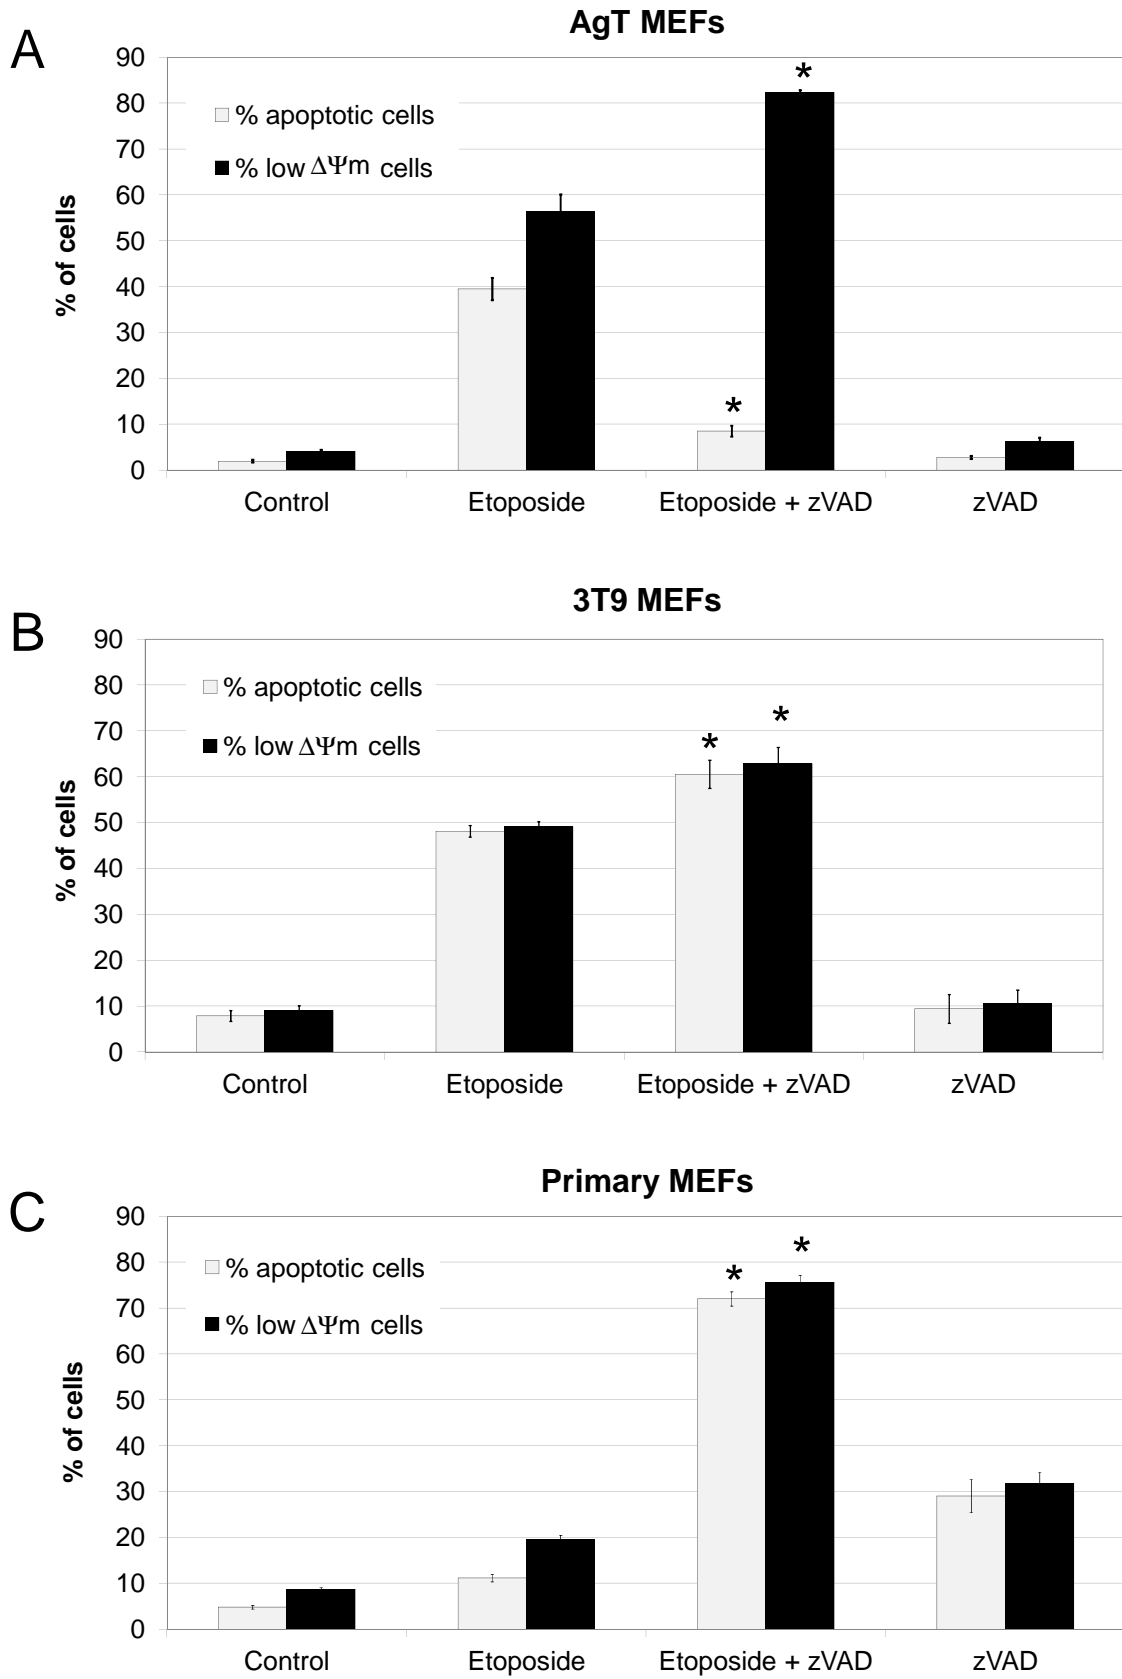 AgT MEFs
A
90
80
70
60
50
40
30
20
10
0
% of cells
% apoptotic cells
% low ΔΨm cells
*
*
Control Etoposide Etoposide + zVAD zVAD
3T9 MEFs
B
90
80
70
60
50
40
30
20
10
0
% of cells
% apoptotic cells
% low ΔΨm cells
*
*
Control Etoposide Etoposide + zVAD zVAD
Primary MEFs
C
90
80
70
60
50
40
30
20
10
0
% of cells
% apoptotic cells
% low ΔΨm cells
*
*
Control Etoposide Etoposide + zVAD zVAD